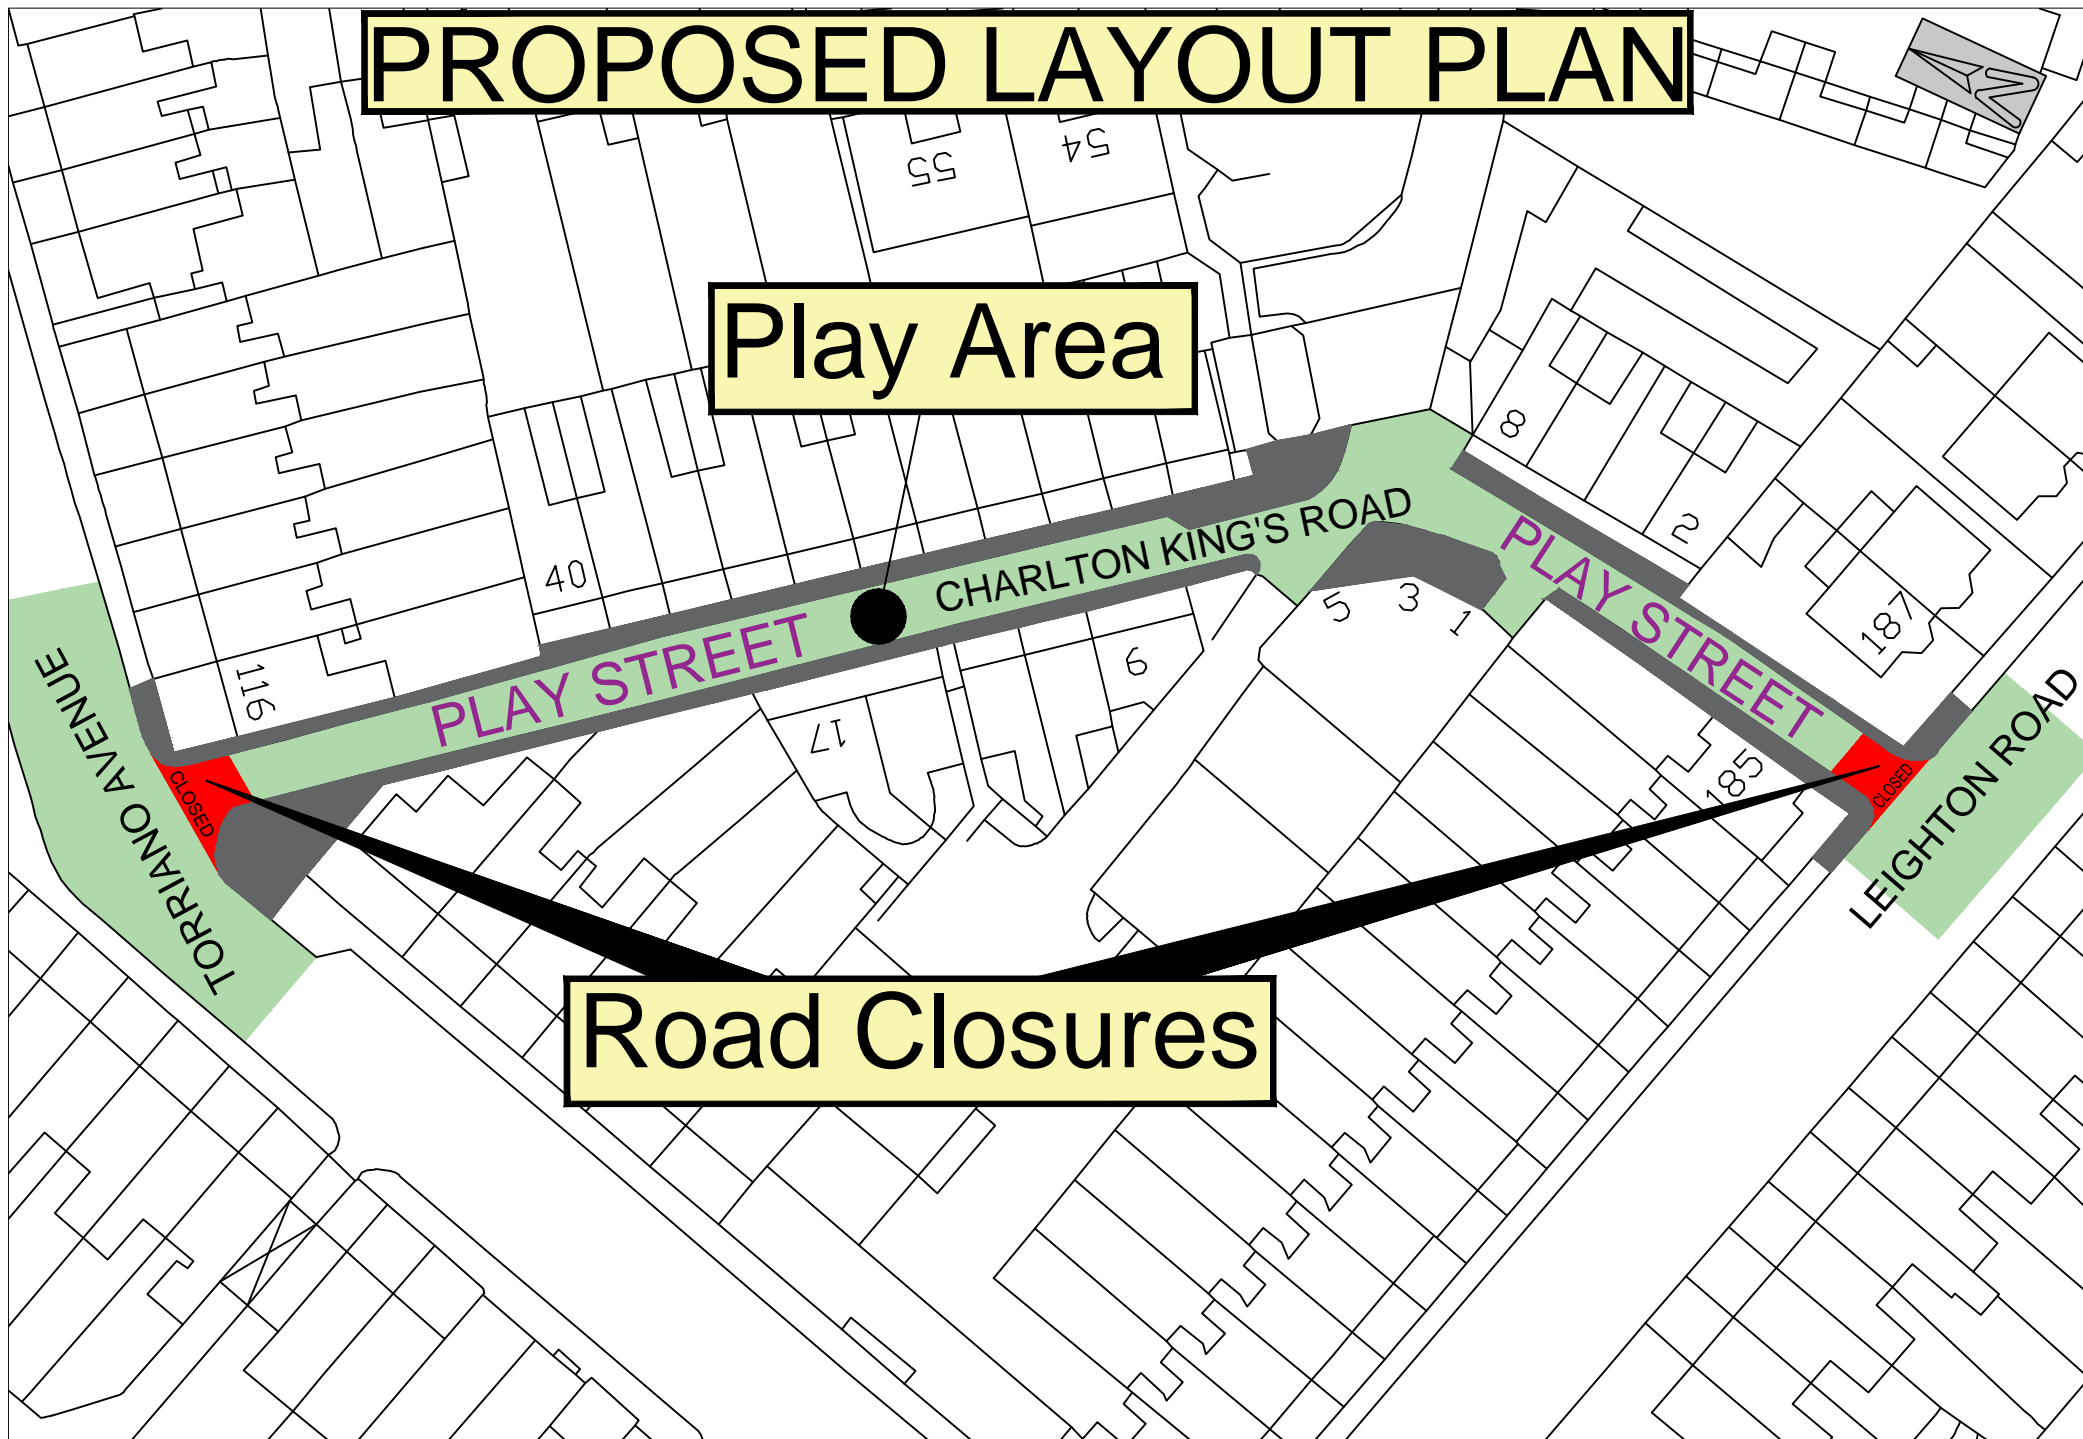 PROPOSED LAYOUT PLAN
N
55
54
Play Area
8
2
40
CHARLTON KING'S ROAD
PLAY STREET
PLAY STREET
5
3
1
187
116
9
17
TORRIANO AVENUE
CLOSED
185
CLOSED
LEIGHTON ROAD
Road Closures